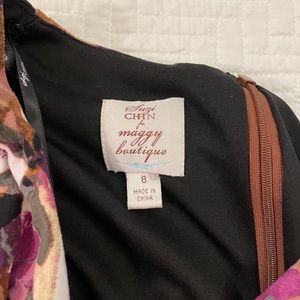 Suzi
CHIN
for
maggy
boutique
8
MADE IN
CHINA